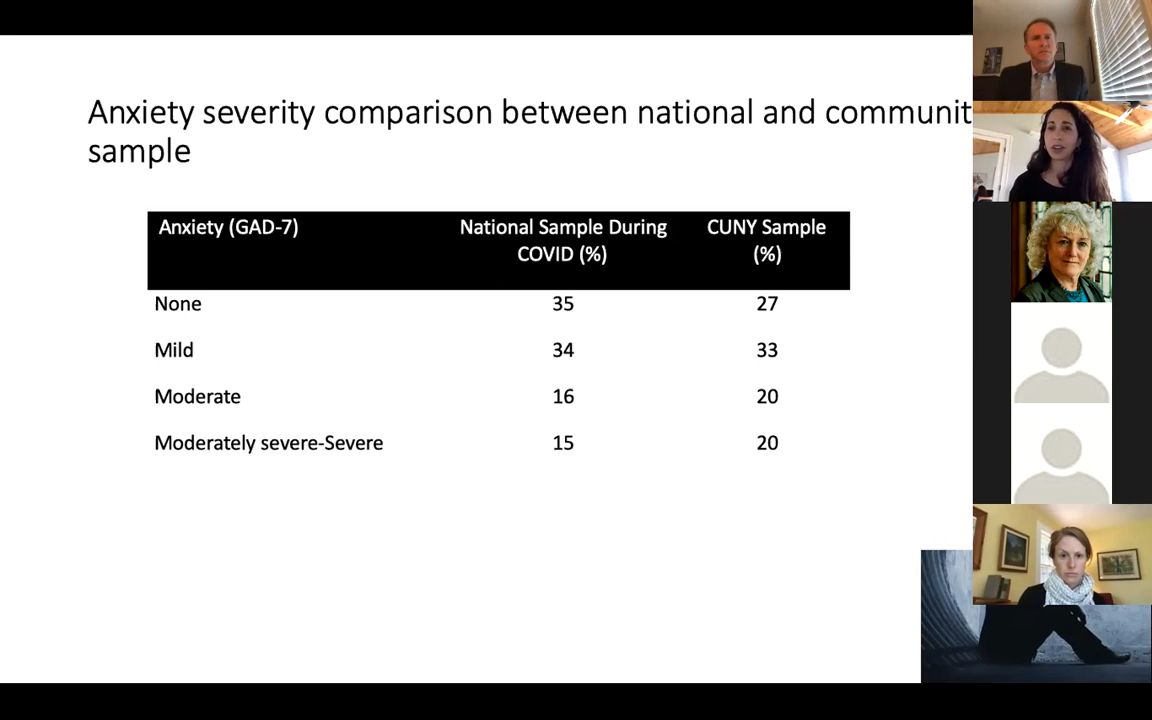 Anxiety severity comparison between national and communit
sample
Anxiety (GAD-7) National Sample During CUNY Sample
COVID (%) (%)
None 35 27
Mild 34 33
Moderate 16 20
Moderately severe-Severe 15 20